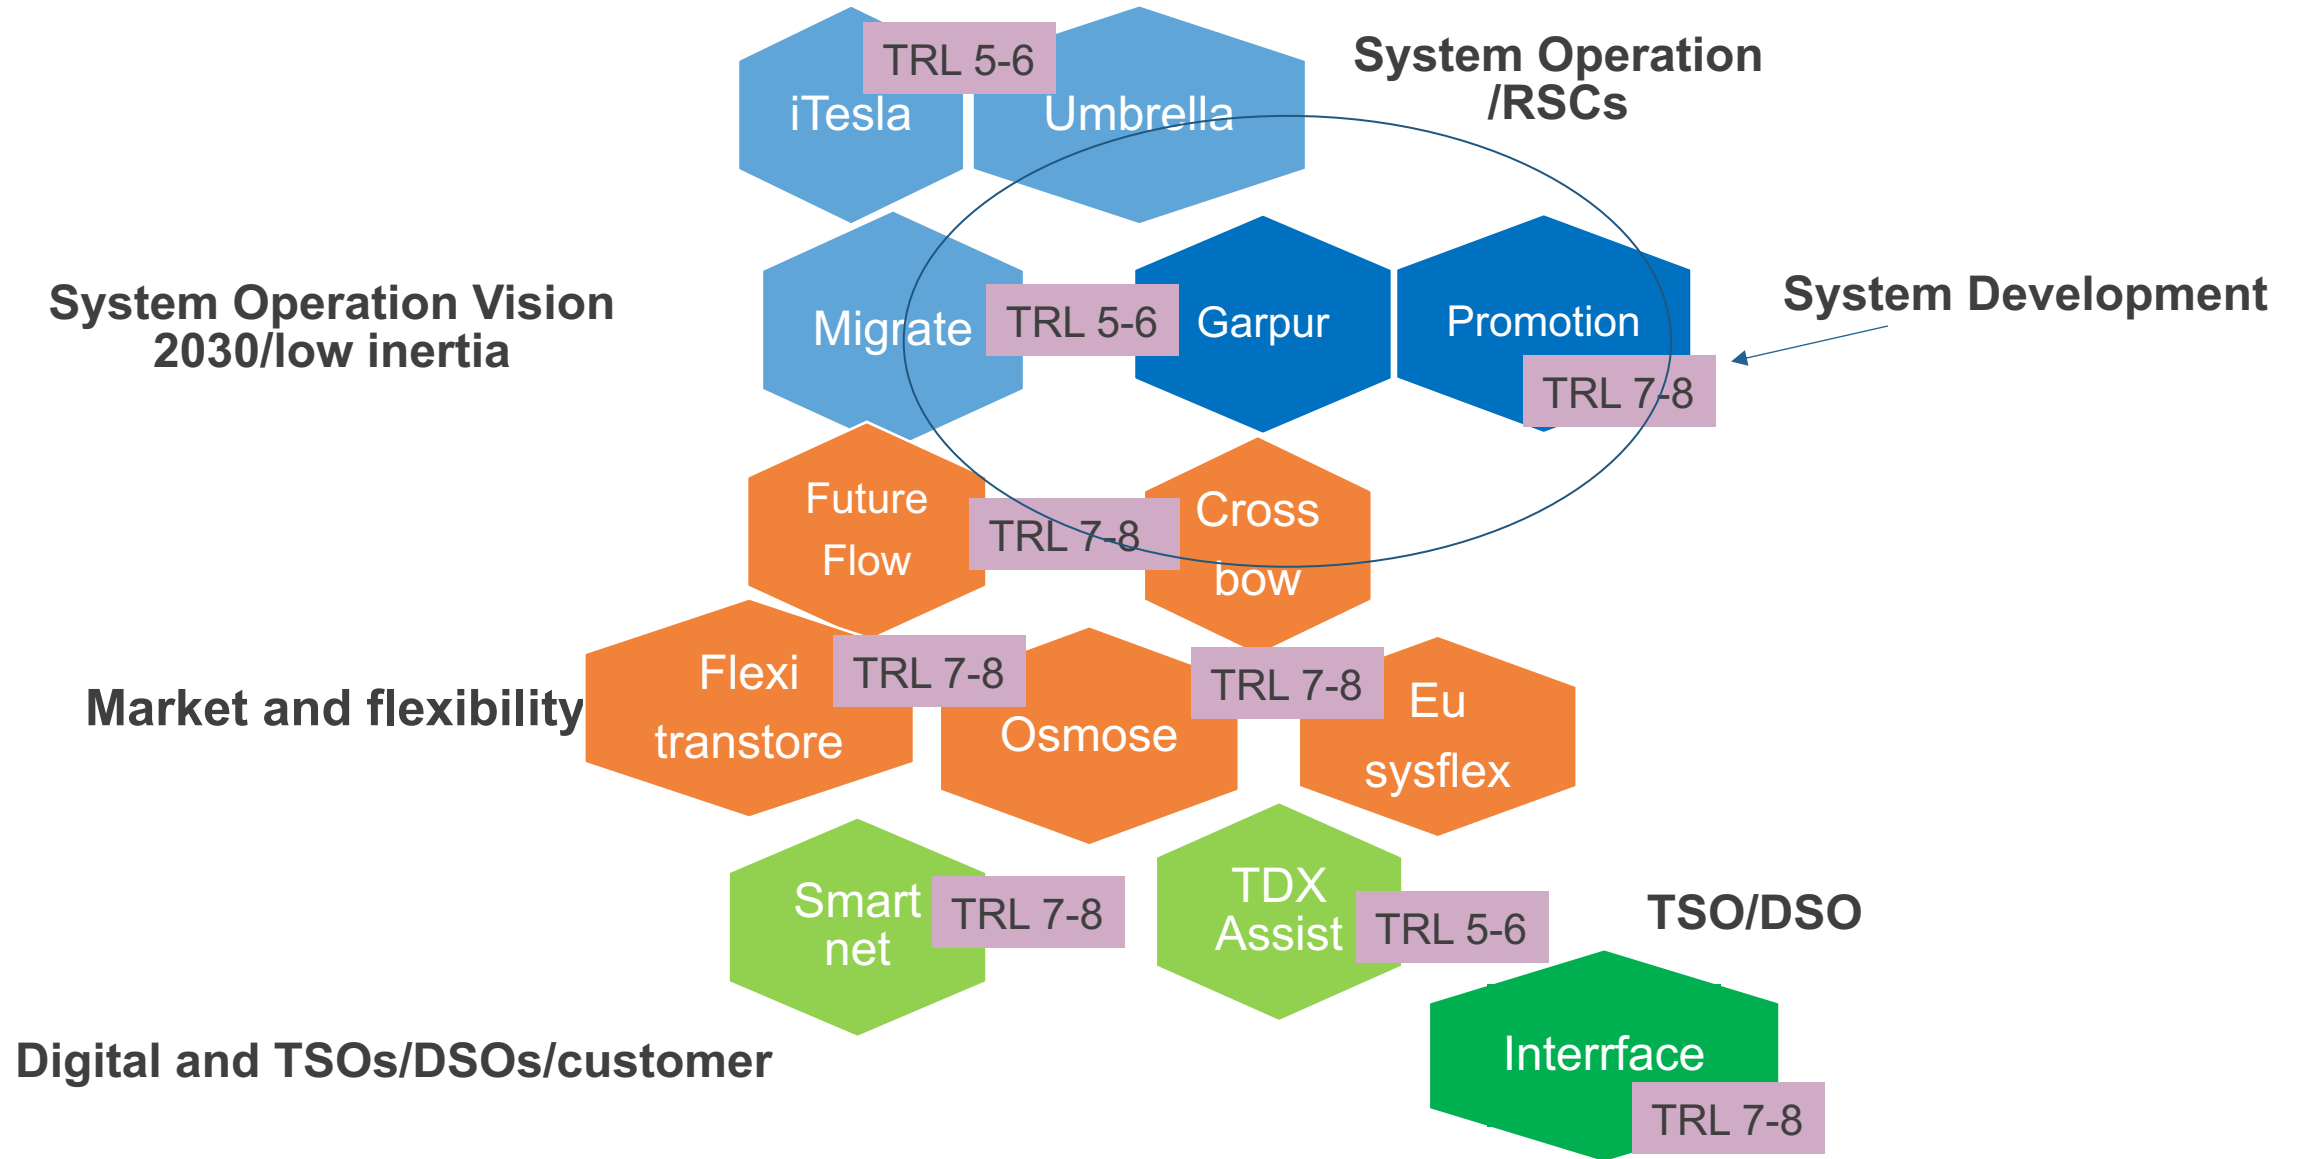 TRL 5-6
iTesla
Umbrella
System Operation
/RSCs
System Operation Vision
2030/low inertia
Migrate
TRL 5-6
Garpur
Promotion
TRL 7-8
System Development
Future
Flow
TRL 7-8
Cross
bow
Market and flexibility
Flexi
transtore
TRL 7-8
Osmose
TRL 7-8
Eu
sysflex
Smart
net
TRL 7-8
TDX
Assist
TRL 5-6
TSO/DSO
Digital and TSOs/DSOs/customer
Interrface
TRL 7-8